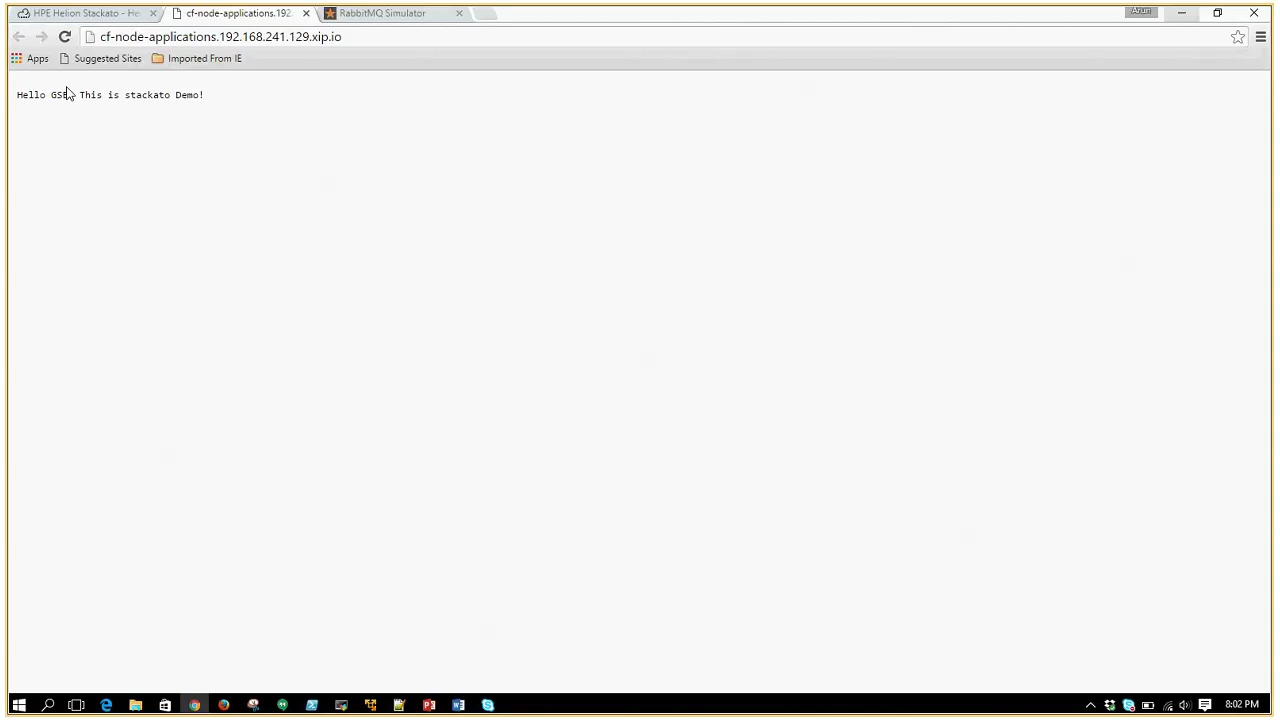 HPE Helion Stackato - He
cf-node-applications.192
RabbitMQ Simulator
Arun
cf-node-applications.192.168.241.129.xip.io
Apps
Suggested Sites
Imported From IE
Hello This is stackato Demo!
8:02 PM